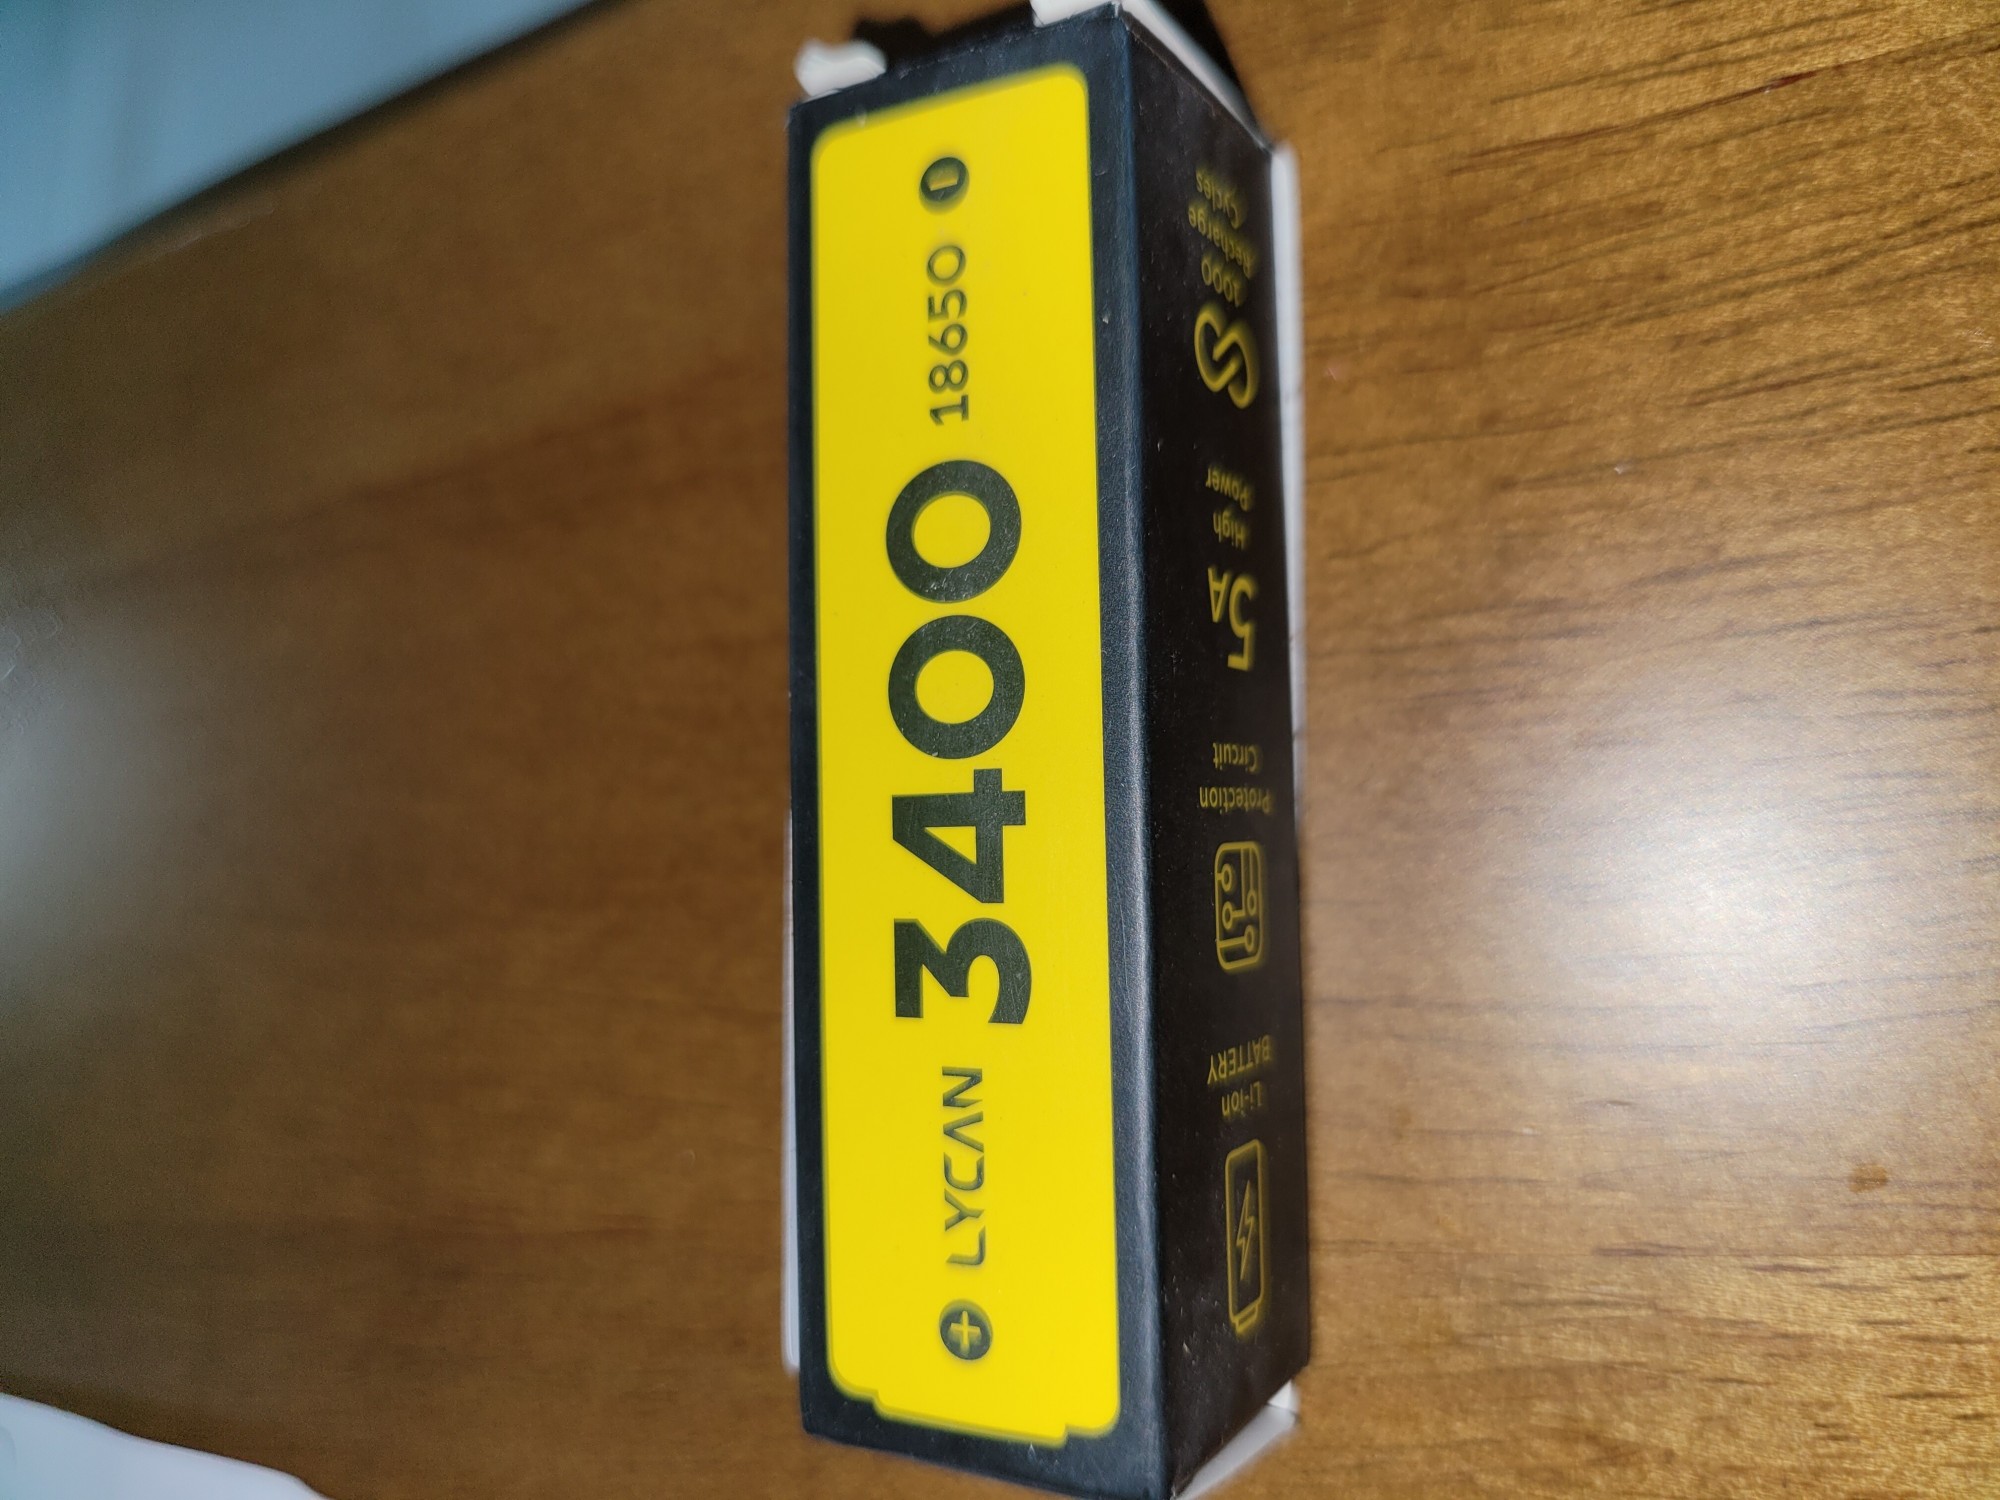 LYCAN 3400 18650
Li-ion
BATTERY
Protection
Circuit
5A
High
Power
1000
Recharge
Cycles